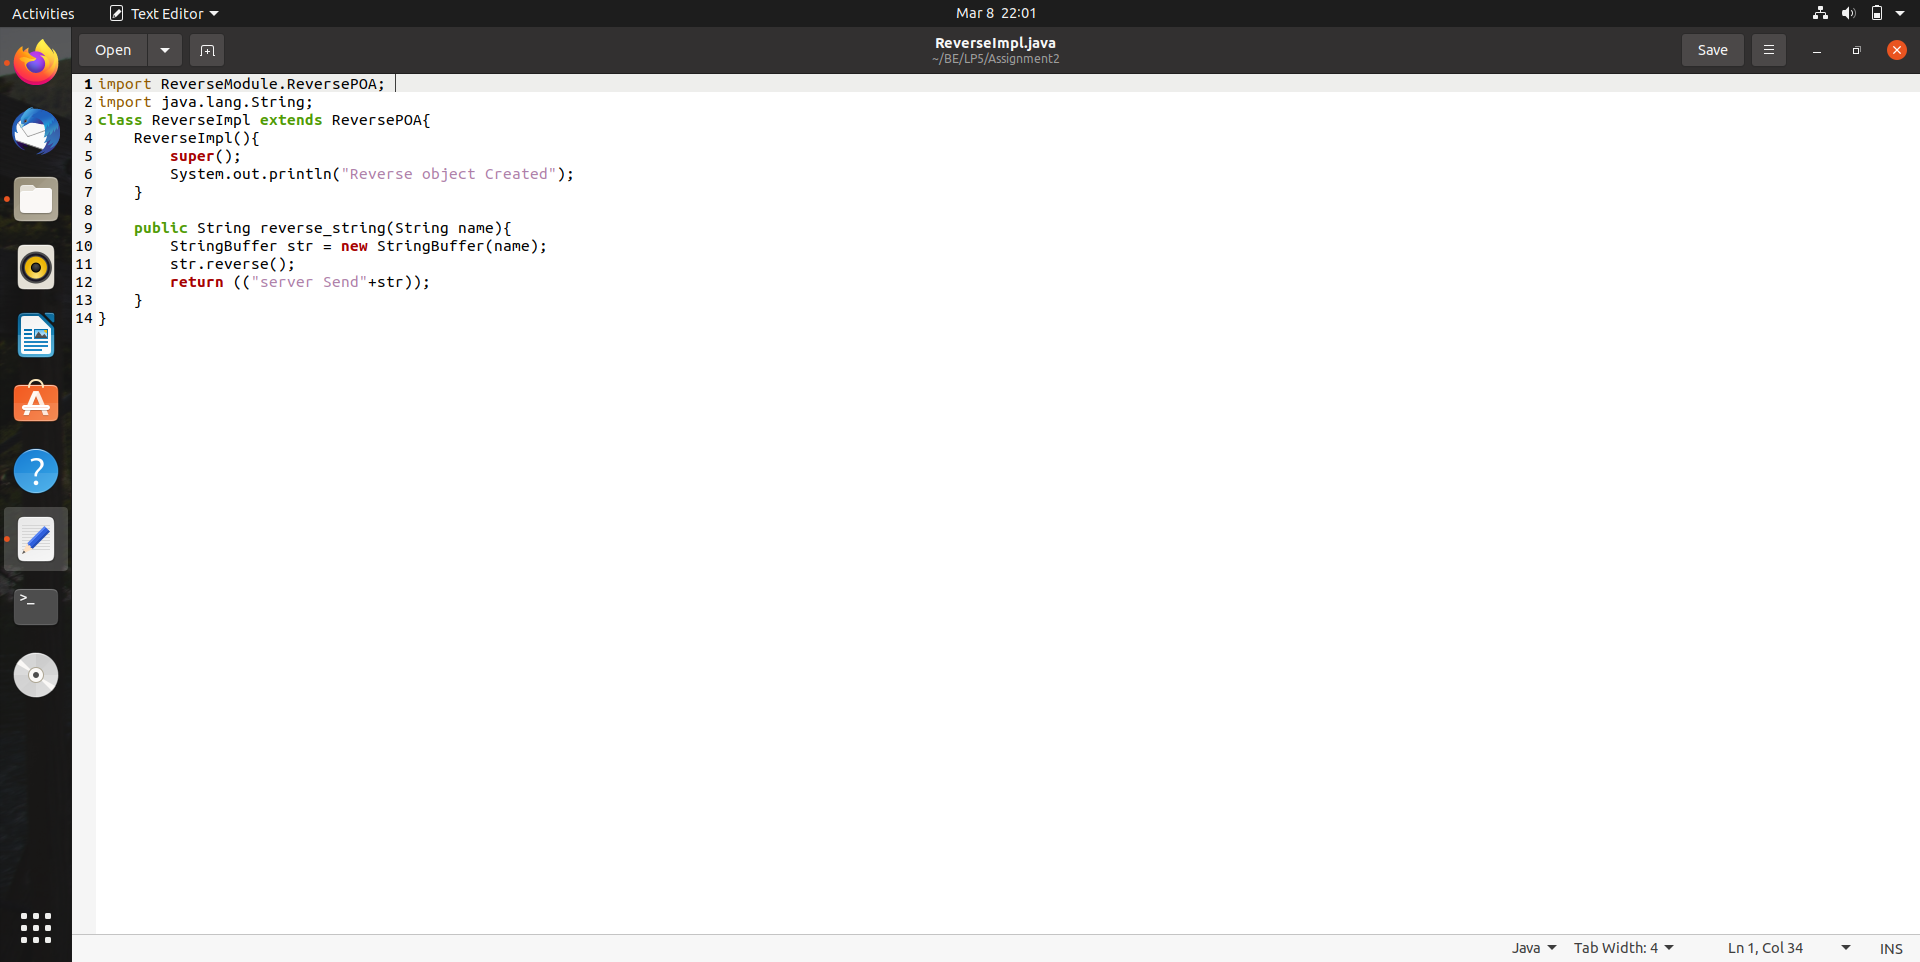 Activities Text Editor Mar 8 22:01
Open ReverseImpl.java Save
~/BE/LP5/Assignment2
1 import ReverseModule.ReversePOA;
2 import java.lang.String;
3 class ReverseImpl extends ReversePOA{
4     ReverseImpl(){
5         super();
6         System.out.println("Reverse object Created");
7     }
8
9     public String reverse_string(String name){
10         StringBuffer str = new StringBuffer(name);
11         str.reverse();
12         return (("server Send"+str));
13     }
14 }
>_
Java Tab Width: 4 Ln 1, Col 34 INS